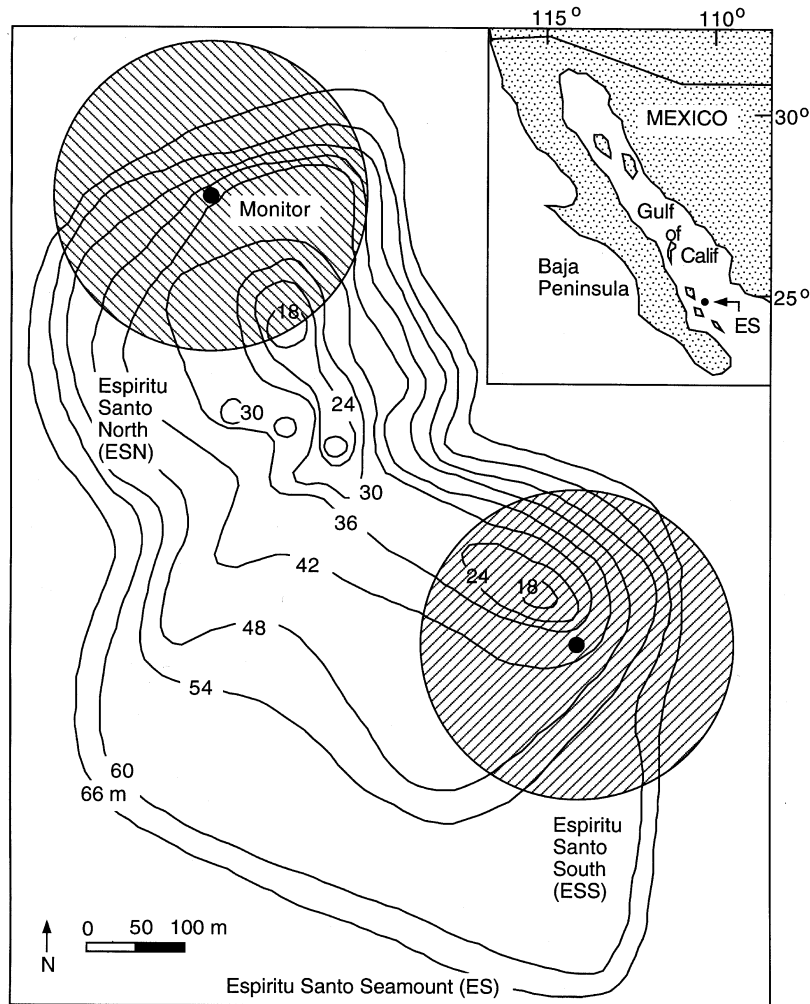 115° 110°
MEXICO
30°
Gulf
of
Calif
Baja
Peninsula
25°
ES
Monitor
18
Espiritu
Santo
North
(ESN)
30
24
30
36
42
24
18
48
54
60
66 m
Espiritu
Santo
South
(ESS)
0 50 100 m
N
Espiritu Santo Seamount (ES)